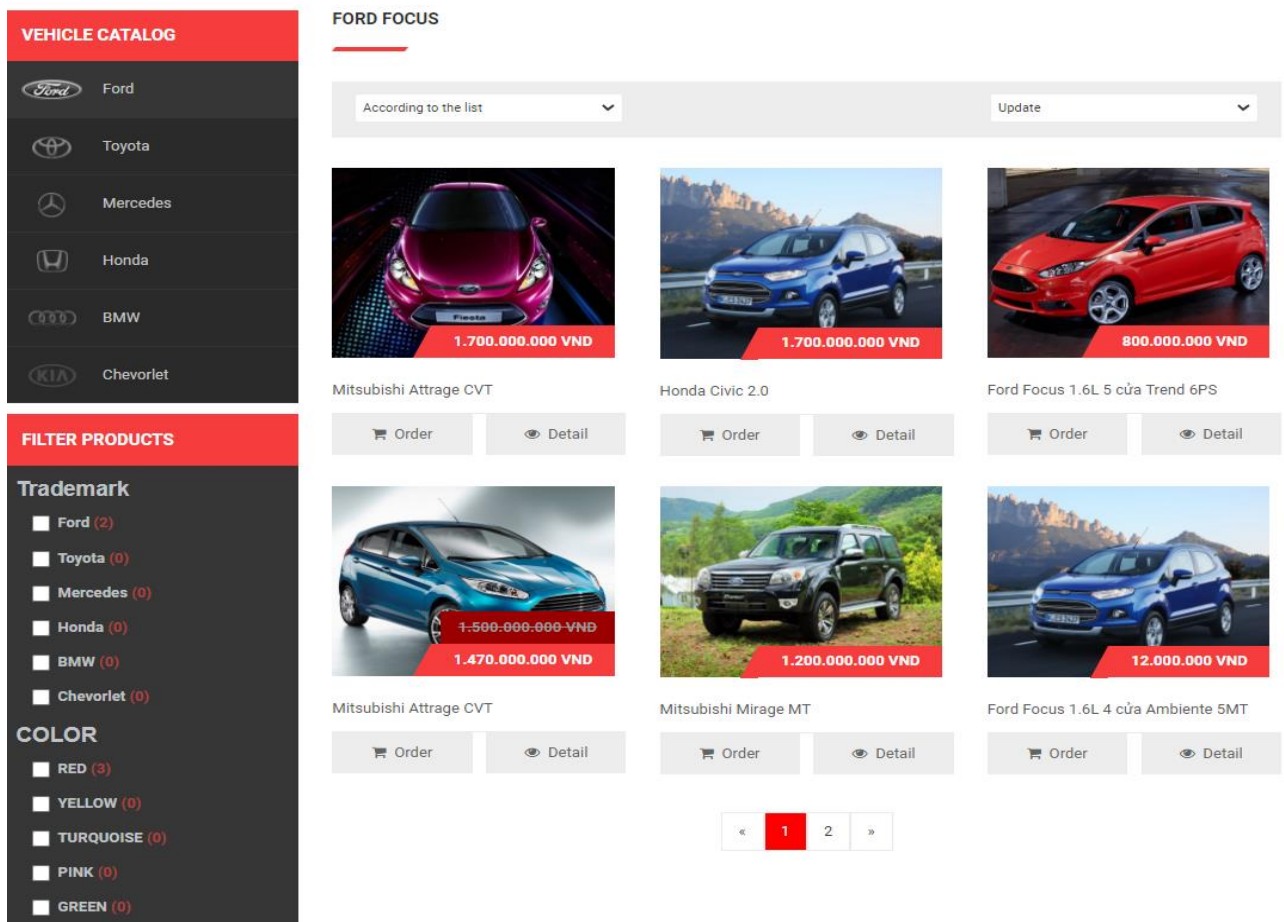 VEHICLE CATALOG
Ford
Ford
Toyota
Mercedes
Honda
BMW
KIA
Chevorlet
FILTER PRODUCTS
Trademark
Ford (2)
Toyota (0)
Mercedes (0)
Honda (0)
BMW (0)
Chevorlet (0)
COLOR
RED (3)
YELLOW (0)
TURQUOISE (0)
PINK (0)
GREEN (0)
FORD FOCUS
According to the list
Update
Fiesta
1.700.000.000 VND
1.700.000.000 VND
800.000.000 VND
Mitsubishi Attrage CVT
Honda Civic 2.0
Ford Focus 1.6L 5 cửa Trend 6PS
Order
Detail
Order
Detail
Order
Detail
1.500.000.000 VND
1.470.000.000 VND
1.200.000.000 VND
12.000.000 VND
Mitsubishi Attrage CVT
Mitsubishi Mirage MT
Ford Focus 1.6L 4 cửa Ambiente 5MT
Order
Detail
Order
Detail
Order
Detail
« 1 2 »